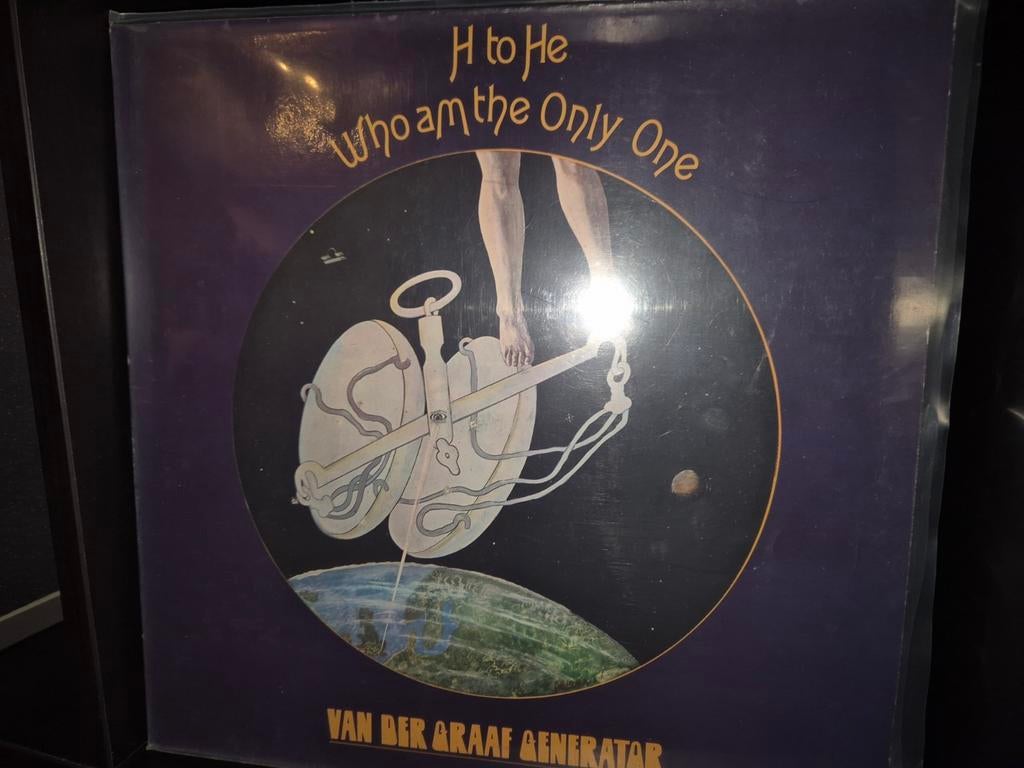 H to He
Who am the Only One
VAN DER GRAAF GENERATOR